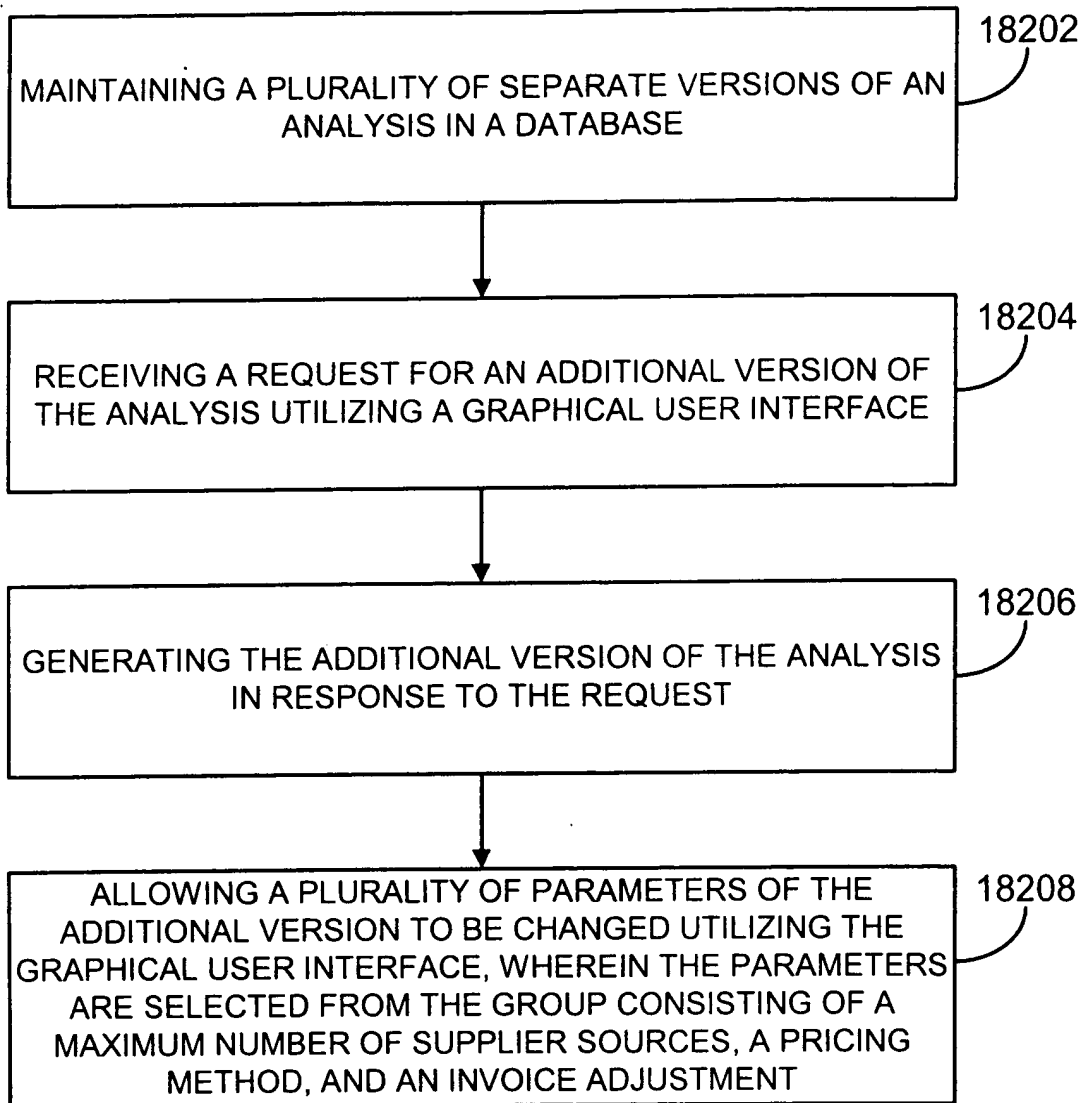 18202
MAINTAINING A PLURALITY OF SEPARATE VERSIONS OF AN
ANALYSIS IN A DATABASE
18204
RECEIVING A REQUEST FOR AN ADDITIONAL VERSION OF
THE ANALYSIS UTILIZING A GRAPHICAL USER INTERFACE
18206
GENERATING THE ADDITIONAL VERSION OF THE ANALYSIS
IN RESPONSE TO THE REQUEST
18208
ALLOWING A PLURALITY OF PARAMETERS OF THE
ADDITIONAL VERSION TO BE CHANGED UTILIZING THE
GRAPHICAL USER INTERFACE, WHEREIN THE PARAMETERS
ARE SELECTED FROM THE GROUP CONSISTING OF A
MAXIMUM NUMBER OF SUPPLIER SOURCES, A PRICING
METHOD, AND AN INVOICE ADJUSTMENT